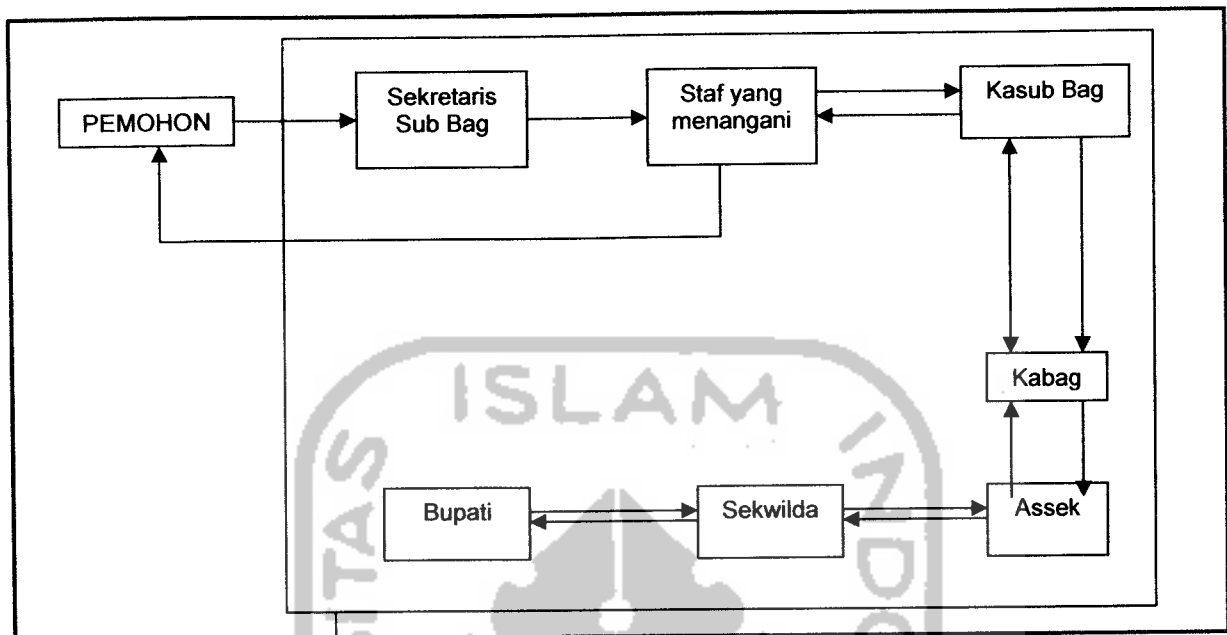 PEMOHON
Sekretaris
Sub Bag
Staf yang
menangani
Kasub Bag
Kabag
Bupati
Sekwilda
Assek
ISLAM